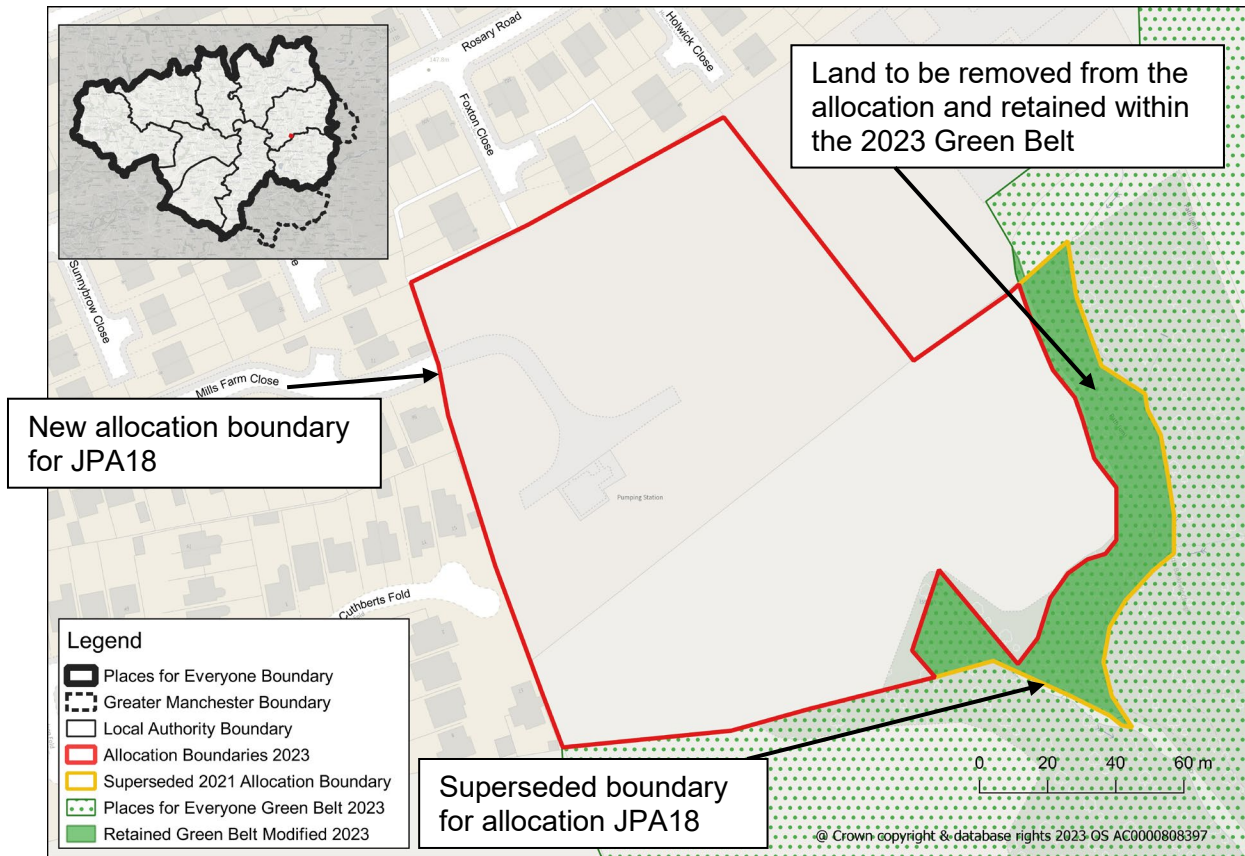 Rosary Road
Holwick Close
Foxton Close
Land to be removed from the
allocation and retained within
the 2023 Green Belt
Sunnybrow Close
Mills Farm Close
New allocation boundary
for JPA18
Pumping Station
Cuthberts Fold
Legend
Places for Everyone Boundary
Greater Manchester Boundary
Local Authority Boundary
Allocation Boundaries 2023
Superseded 2021 Allocation Boundary
Places for Everyone Green Belt 2023
Retained Green Belt Modified 2023
Superseded boundary
for allocation JPA18
0 20 40 60 m
@ Crown copyright & database rights 2023 OS AC0000808397